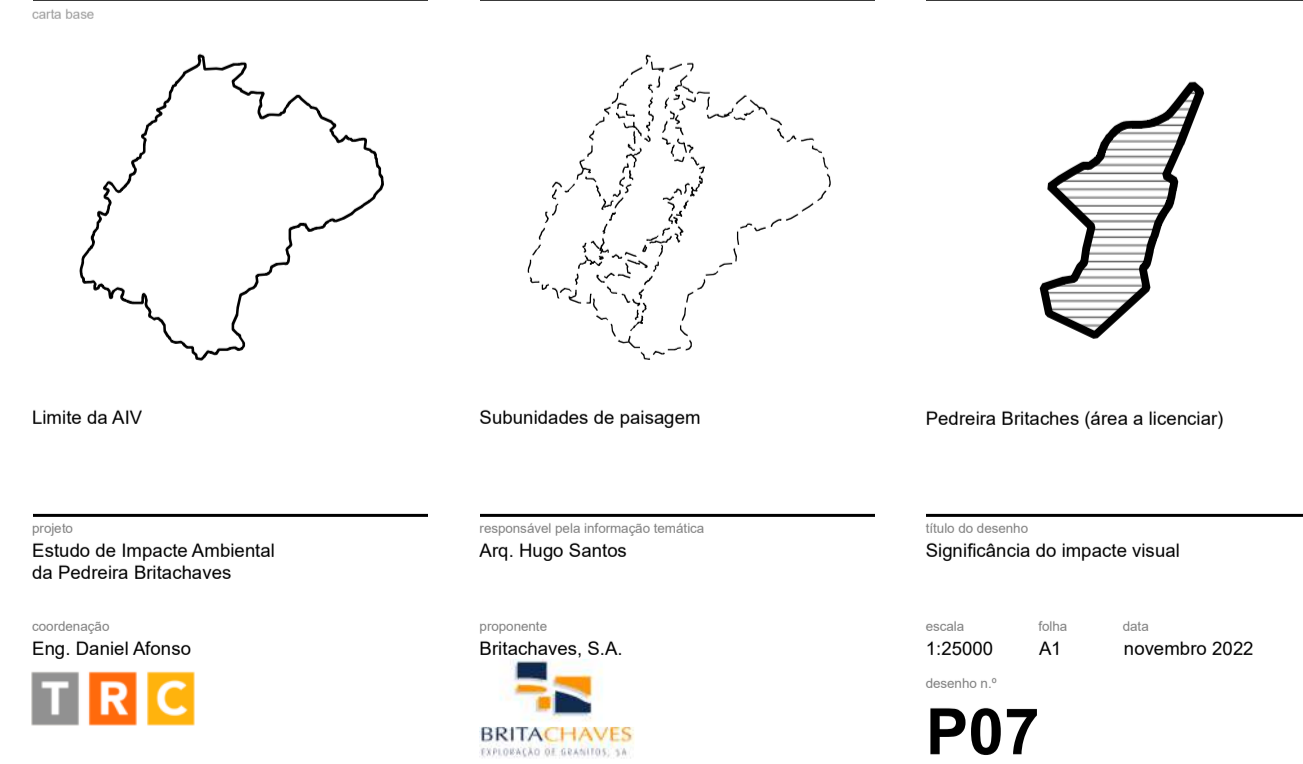 carta base
Limite da AIV
Subunidades de paisagem
Pedreira Britaches (área a licenciar)
projeto
Estudo de Impacte Ambiental
da Pedreira Britachaves
responsável pela informação temática
Arq. Hugo Santos
título do desenho
Significância do impacte visual
coordenação
Eng. Daniel Afonso
TRC
proponente
Britachaves, S.A.
BRITACHAVES
EXPLORAÇÃO DE GRANITOS, SA
escala
1:25000
folha
A1
data
novembro 2022
desenho n.º
P07